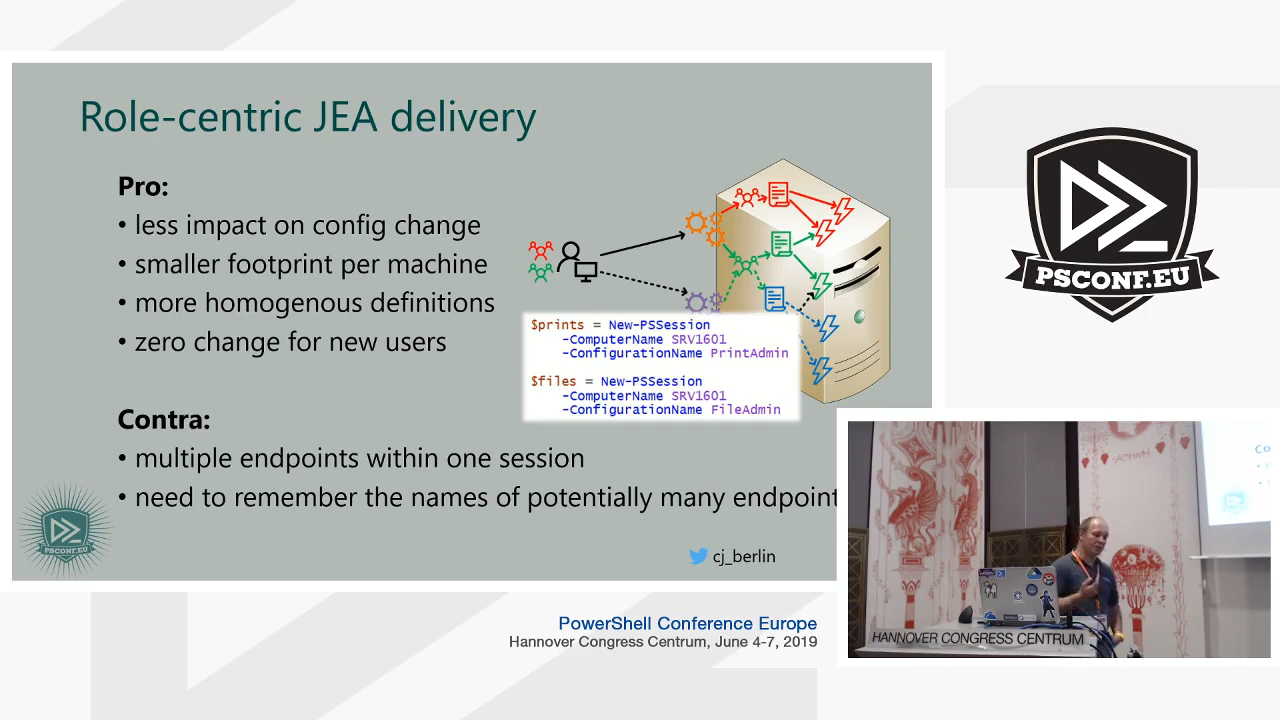 Role-centric JEA delivery
Pro:
• less impact on config change
• smaller footprint per machine
• more homogenous definitions
• zero change for new users
$prints = New-PSSession
-ComputerName SRV1601
-ConfigurationName PrintAdmin
$files = New-PSSession
-ComputerName SRV1601
-ConfigurationName FileAdmin
Contra:
• multiple endpoints within one session
• need to remember the names of potentially many endpoint
PSCONF.EU
cj_berlin
PSCONF.EU
PowerShell Conference Europe
Hannover Congress Centrum, June 4-7, 2019
HANNOVER CONGRESS CENTRUM
Co